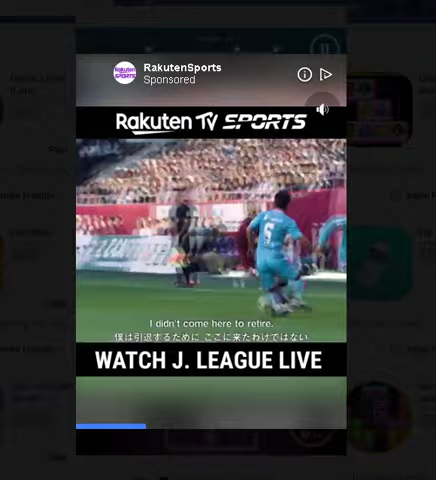 RakutenSports
Sponsored
Rakuten TV SPORTS
6
I didn't come here to retire.
僕は引退するために ここに来たわけではない
WATCH J. LEAGUE LIVE